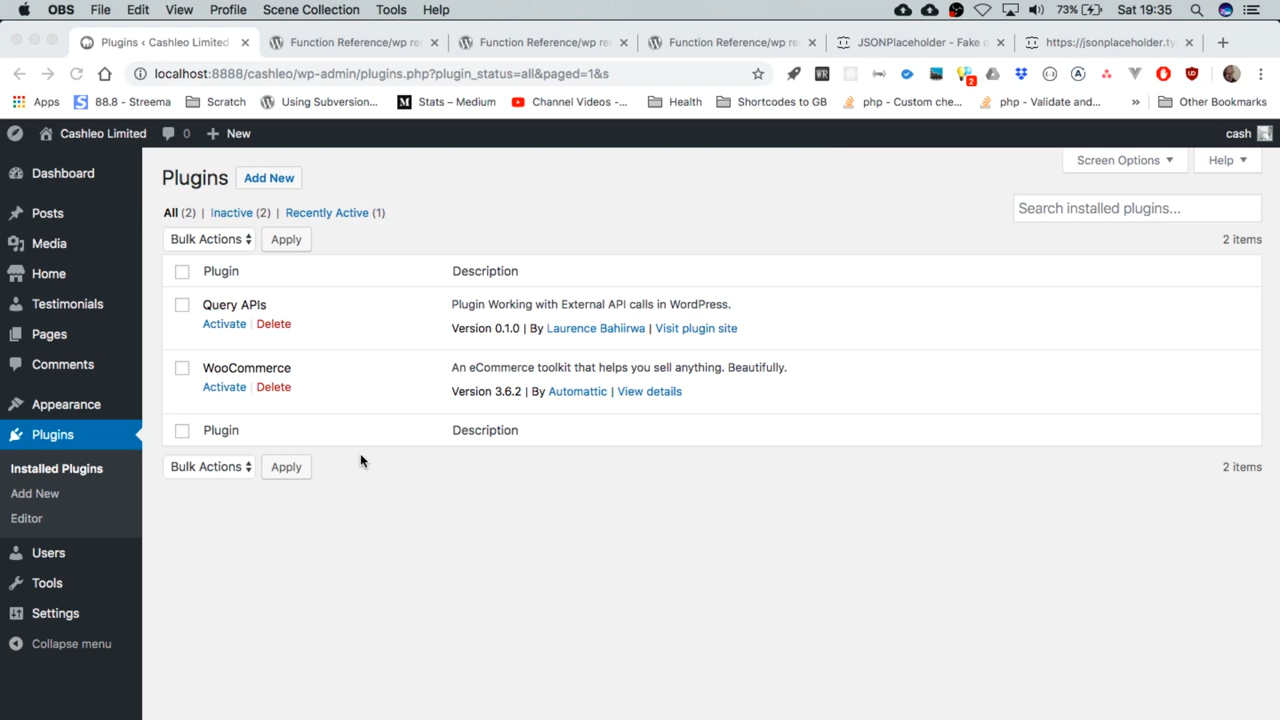 OBS File Edit View Profile Scene Collection Tools Help 73% Sat 19:35
Plugins ‹ Cashleo Limited Function Reference/wp re Function Reference/wp re Function Reference/wp re JSONPlaceholder - Fake o https://jsonplaceholder.ty
localhost:8888/cashleo/wp-admin/plugins.php?plugin_status=all&paged=1&s WR 2
Apps 88.8 - Streema Scratch Using Subversion-... Stats – Medium Channel Videos -... Health Shortcodes to GB php - Custom che... php - Validate and... » Other Bookmarks
Cashleo Limited 0 + New cash
Screen Options Help
Dashboard
Posts
Media
Home
Testimonials
Pages
Comments
Appearance
Plugins
Installed Plugins
Add New
Editor
Users
Tools
Settings
Collapse menu
Plugins Add New
All (2) | Inactive (2) | Recently Active (1)
Search installed plugins...
Bulk Actions Apply 2 items
Plugin Description
Query APIs Plugin Working with External API calls in WordPress.
Activate | Delete Version 0.1.0 | By Laurence Bahiirwa | Visit plugin site
WooCommerce An eCommerce toolkit that helps you sell anything. Beautifully.
Activate | Delete Version 3.6.2 | By Automattic | View details
Plugin Description
Bulk Actions Apply 2 items